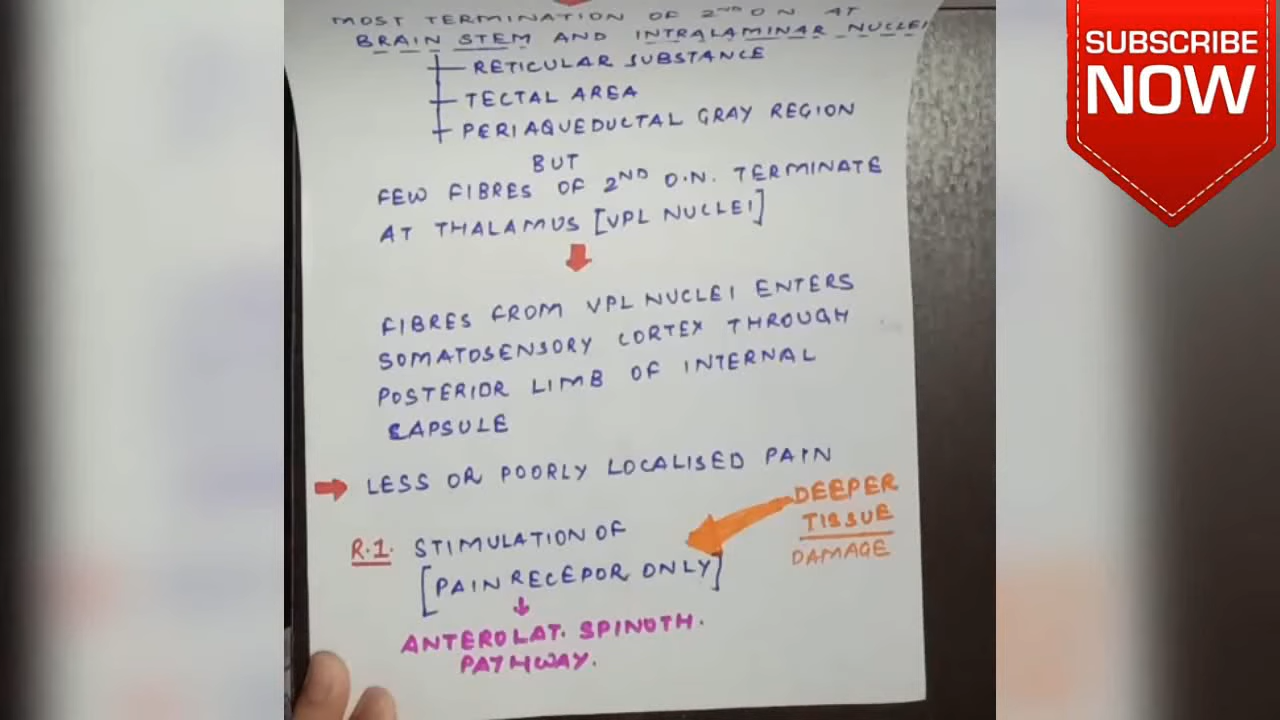 MOST TERMINATION OF 2ND O N AT
BRAIN STEM AND INTRALAMINAR NUCLEI
RETICULAR SUBSTANCE
TECTAL AREA
PERIAQUEDUCTAL GRAY REGION
BUT
FEW FIBRES OF 2ND O.N. TERMINATE
AT THALAMUS [VPL NUCLEI]
FIBRES FROM VPL NUCLEI ENTERS
SOMATOSENSORY CORTEX THROUGH
POSTERIOR LIMB OF INTERNAL
CAPSULE
LESS OR POORLY LOCALISED PAIN
DEEPER
TISSUE
DAMAGE
R.1. STIMULATION OF
[PAIN RECEPOR ONLY]
ANTEROLAT. SPINOTH.
PATHWAY.
SUBSCRIBE
NOW